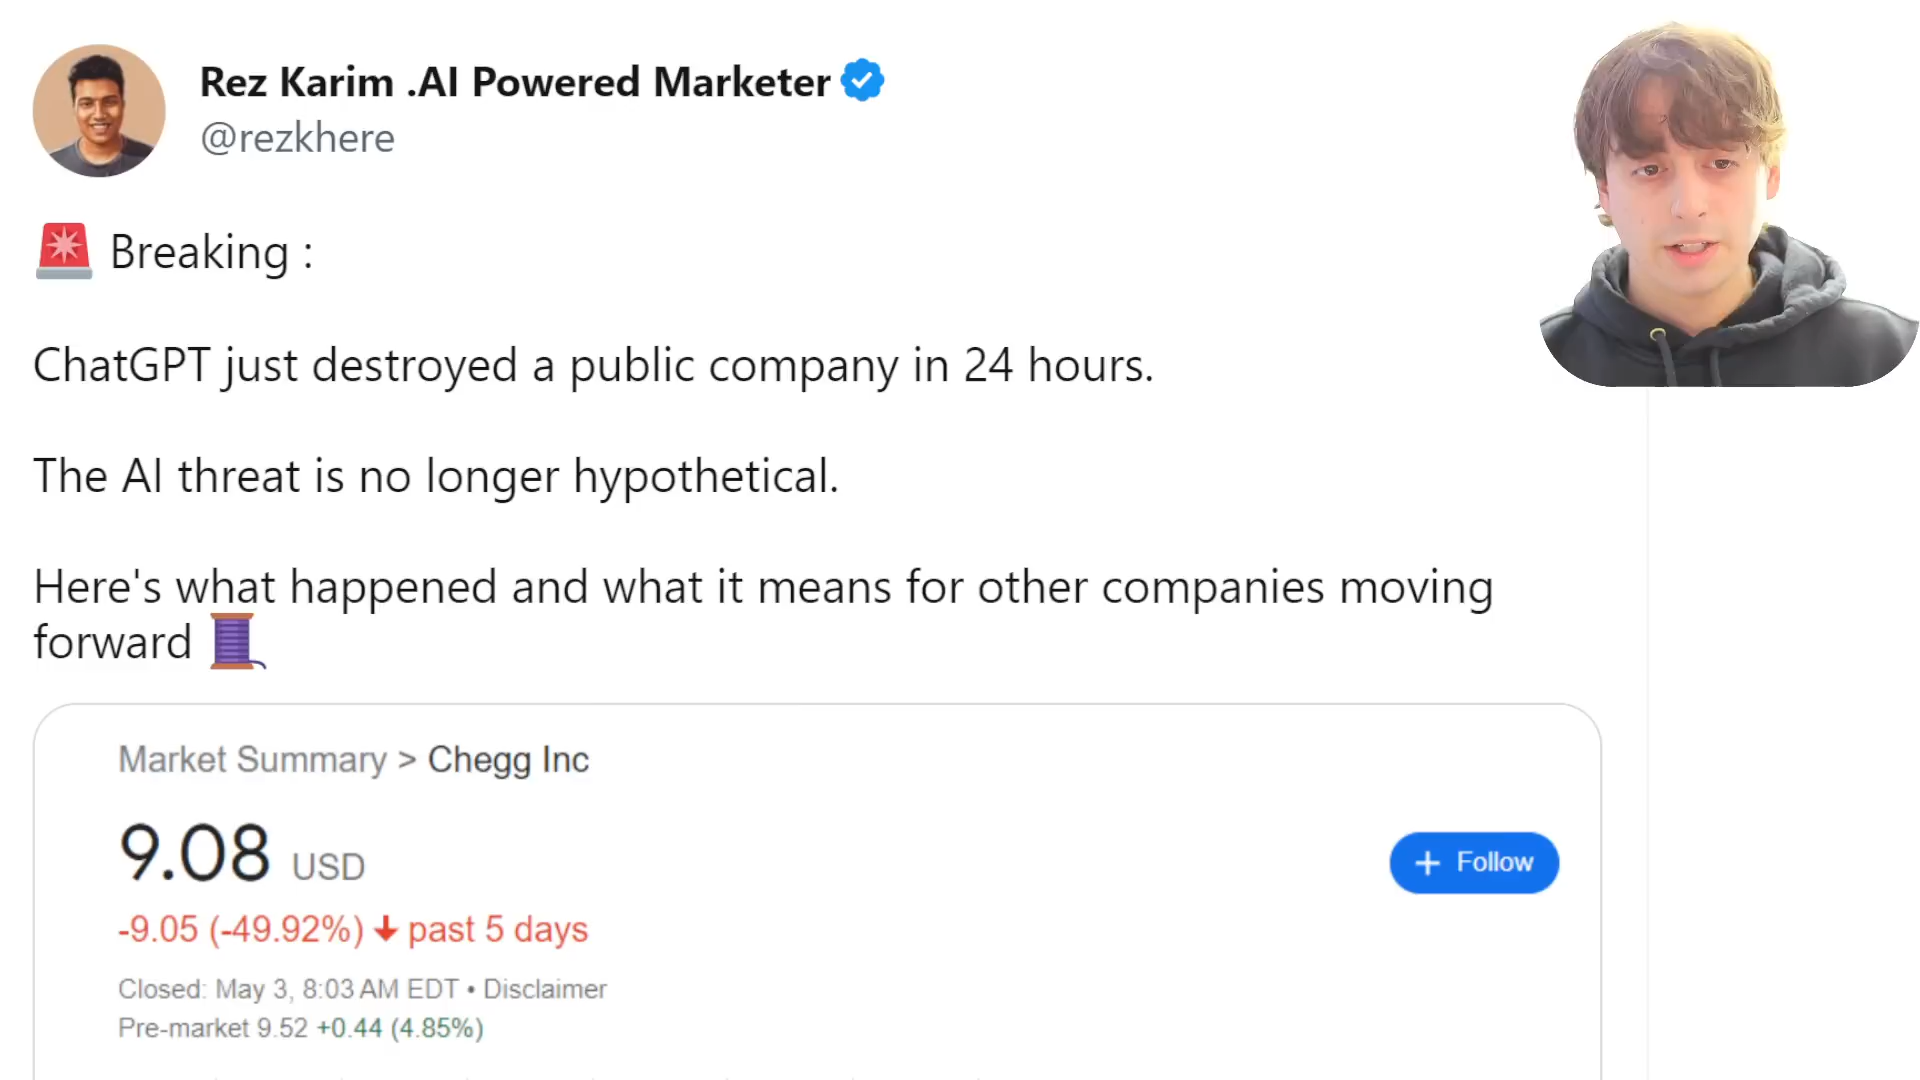 Rez Karim .AI Powered Marketer
@rezkhere
Breaking :
ChatGPT just destroyed a public company in 24 hours.
The AI threat is no longer hypothetical.
Here's what happened and what it means for other companies moving
forward
Market Summary > Chegg Inc
9.08 USD
+ Follow
-9.05 (-49.92%) ↓ past 5 days
Closed: May 3, 8:03 AM EDT • Disclaimer
Pre-market 9.52 +0.44 (4.85%)